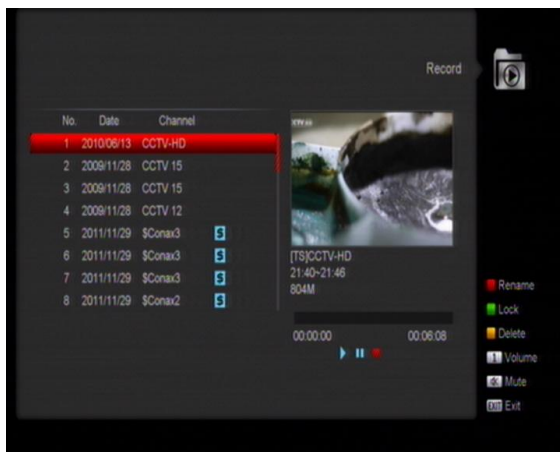 Record
No. Date Channel
1 2010/06/13 CCTV-HD
2 2009/11/28 CCTV 15
3 2009/11/28 CCTV 15
4 2009/11/28 CCTV 12
5 2011/11/29 $Conax3 S
6 2011/11/29 $Conax3 S
7 2011/11/29 $Conax3 S
8 2011/11/29 $Conax2 S
[TS]CCTV-HD
21:40~21:46
804M
00:00:00 00:06:08
Rename
Lock
Delete
1 Volume
Mute
EXIT Exit